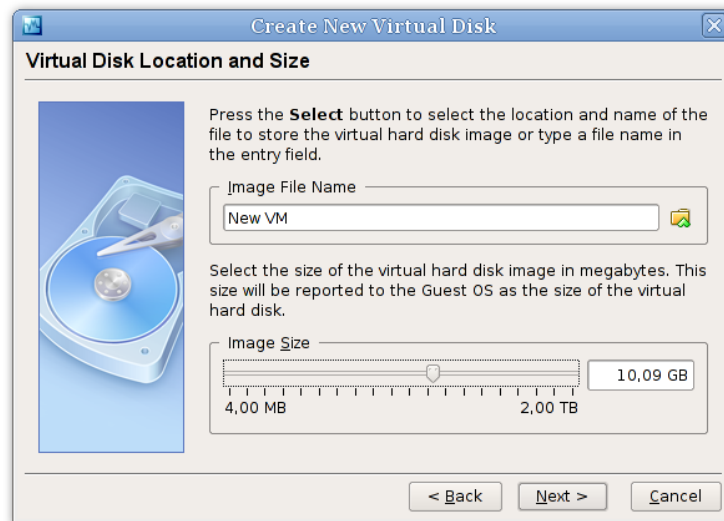 Create New Virtual Disk
Virtual Disk Location and Size
Press the Select button to select the location and name of the
file to store the virtual hard disk image or type a file name in
the entry field.
Image File Name
New VM
Select the size of the virtual hard disk image in megabytes. This
size will be reported to the Guest OS as the size of the virtual
hard disk.
Image Size
10,09 GB
4,00 MB 2,00 TB
< Back Next > Cancel